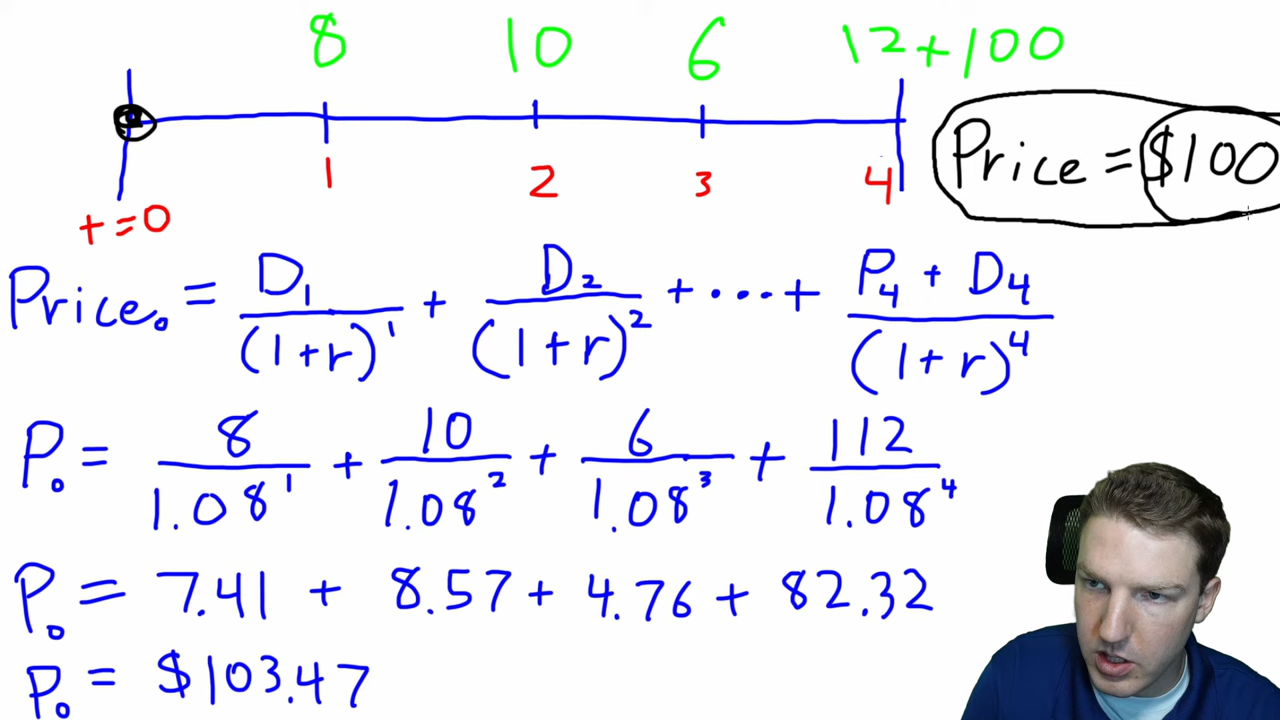 8 10 6 12+100
1 2 3 4
Price = $100
t=0
Price₀ = D₁/(1+r)¹ + D₂/(1+r)² + ... + P₄ + D₄/(1+r)⁴
P₀ = 8/1.08¹ + 10/1.08² + 6/1.08³ + 112/1.08⁴
P₀ = 7.41 + 8.57 + 4.76 + 82.32
P₀ = $103.47